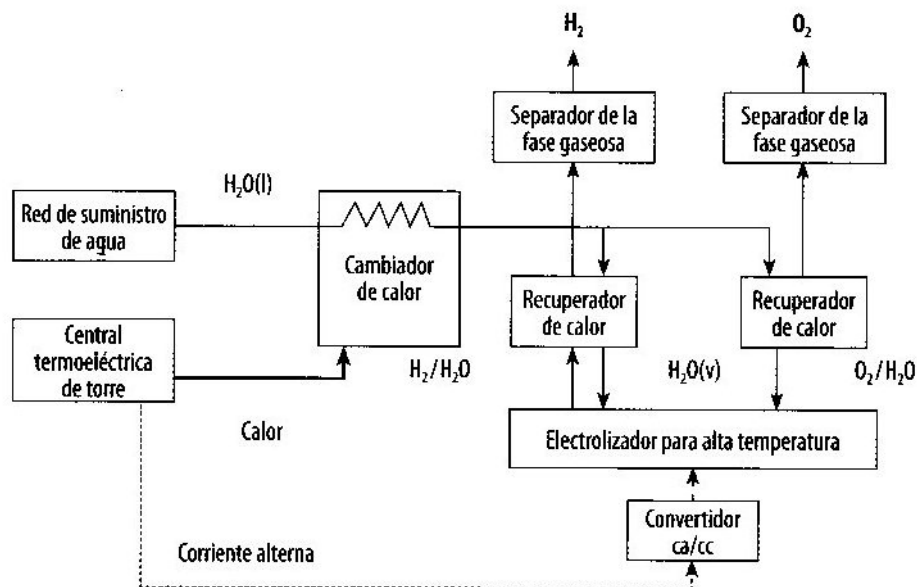 H₂
O₂
Separador de la
fase gaseosa
Separador de la
fase gaseosa
H₂O(l)
Red de suministro
de agua
Cambiador
de calor
Recuperador
de calor
Recuperador
de calor
Central
termoeléctrica
de torre
H₂/H₂O
H₂O(v)
O₂/H₂O
Calor
Electrolizador para alta temperatura
Convertidor
ca/cc
Corriente alterna